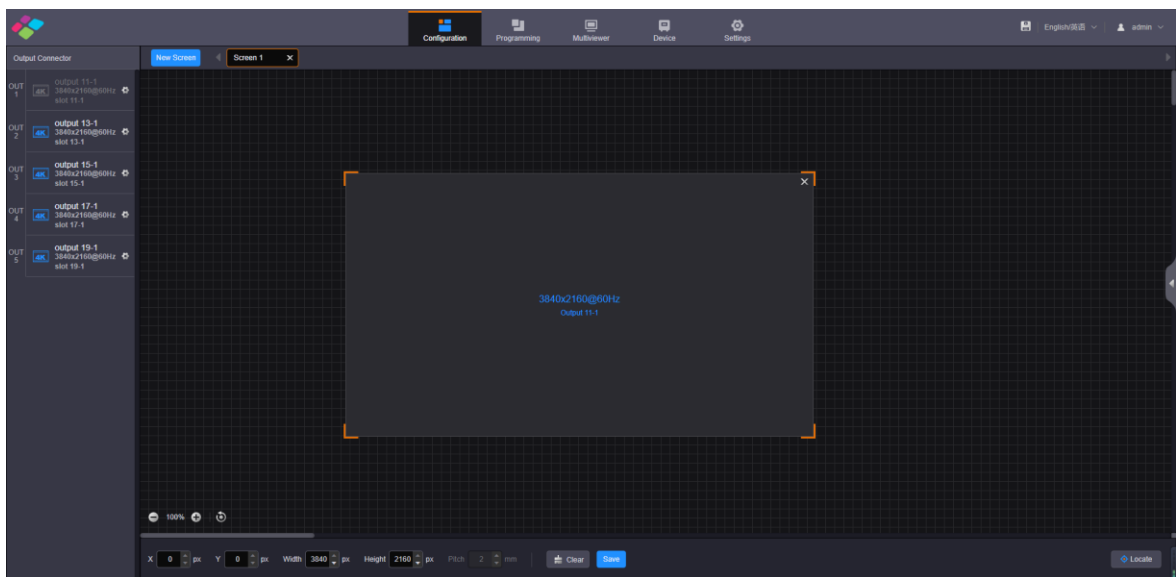 Configuration
Programming
Multiviewer
Device
Settings
English/英语
admin
Output Connector
New Screen
Screen 1
OUT 1
output 11-1
4K
3840x2160@60Hz
slot 11-1
OUT 2
output 13-1
4K
3840x2160@60Hz
slot 13-1
OUT 3
output 15-1
4K
3840x2160@60Hz
slot 15-1
OUT 4
output 17-1
4K
3840x2160@60Hz
slot 17-1
OUT 5
output 19-1
4K
3840x2160@60Hz
slot 19-1
3840x2160@60Hz
Output 11-1
100%
X 0 px Y 0 px Width 3840 px Height 2160 px Pitch 2 mm Clear Save Locate